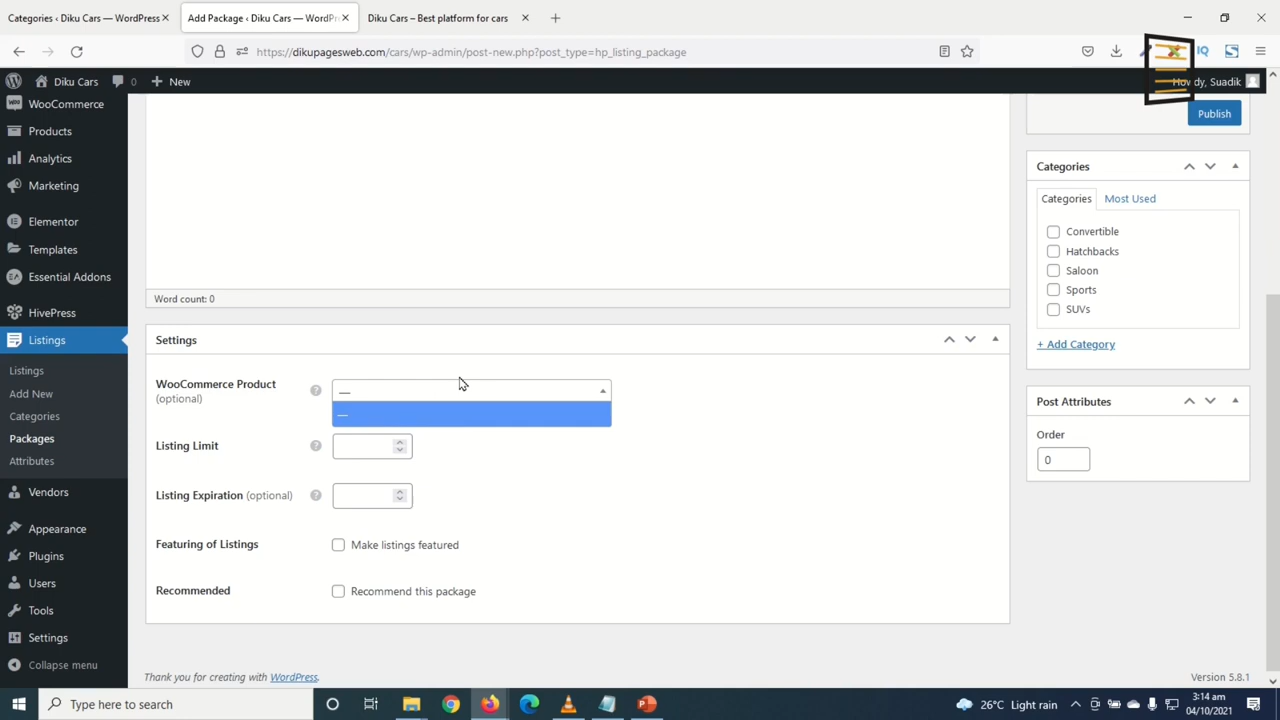 Categories ‹ Diku Cars — WordPress
Add Package ‹ Diku Cars — WordPr
Diku Cars – Best platform for cars
https://dikupagesweb.com/cars/wp-admin/post-new.php?post_type=hp_listing_package
Diku Cars
0
New
Howdy, Suadik
WooCommerce
Products
Analytics
Marketing
Elementor
Templates
Essential Addons
HivePress
Listings
Listings
Add New
Categories
Packages
Attributes
Vendors
Appearance
Plugins
Users
Tools
Settings
Collapse menu
Word count: 0
Settings
WooCommerce Product
(optional)
—
—
Listing Limit
Listing Expiration (optional)
Featuring of Listings
Make listings featured
Recommended
Recommend this package
Publish
Categories
Categories
Most Used
Convertible
Hatchbacks
Saloon
Sports
SUVs
+ Add Category
Post Attributes
Order
0
Thank you for creating with WordPress.
Version 5.8.1
Type here to search
26°C Light rain
3:14 am
04/10/2021